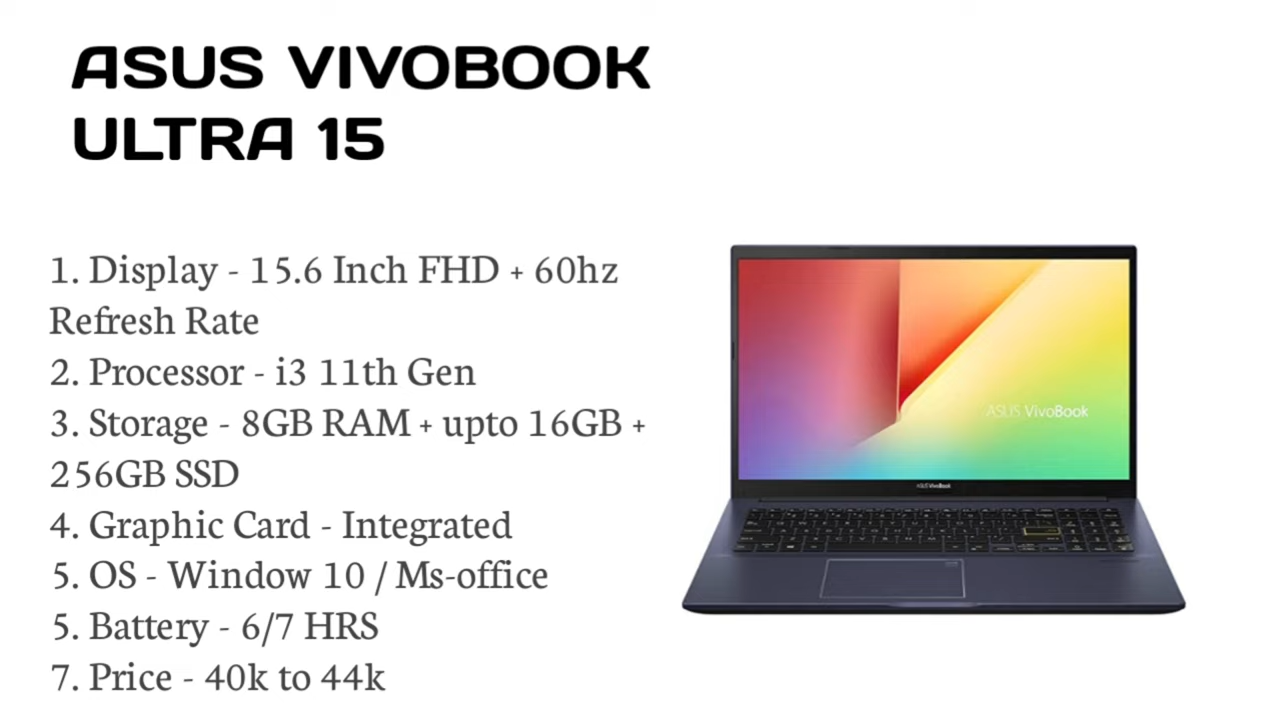 ASUS VIVOBOOK
ULTRA 15
1. Display - 15.6 Inch FHD + 60hz
Refresh Rate
2. Processor - i3 11th Gen
3. Storage - 8GB RAM + upto 16GB +
256GB SSD
4. Graphic Card - Integrated
5. OS - Window 10 / Ms-office
5. Battery - 6/7 HRS
7. Price - 40k to 44k
ASUS VivoBook
ASUS VivoBook